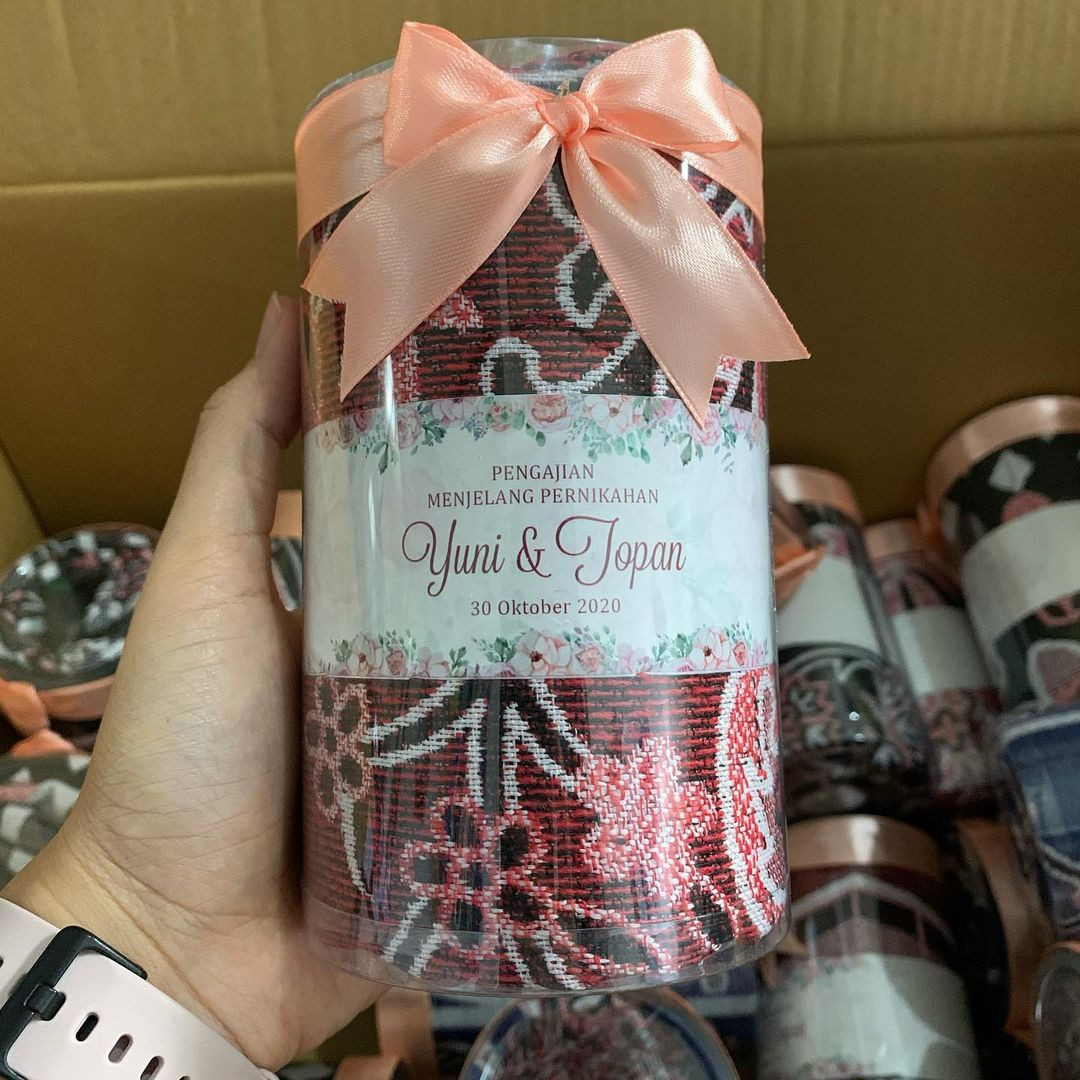 PENGAJIAN
MENJELANG PERNIKAHAN
Yuni & Topan
30 Oktober 2020